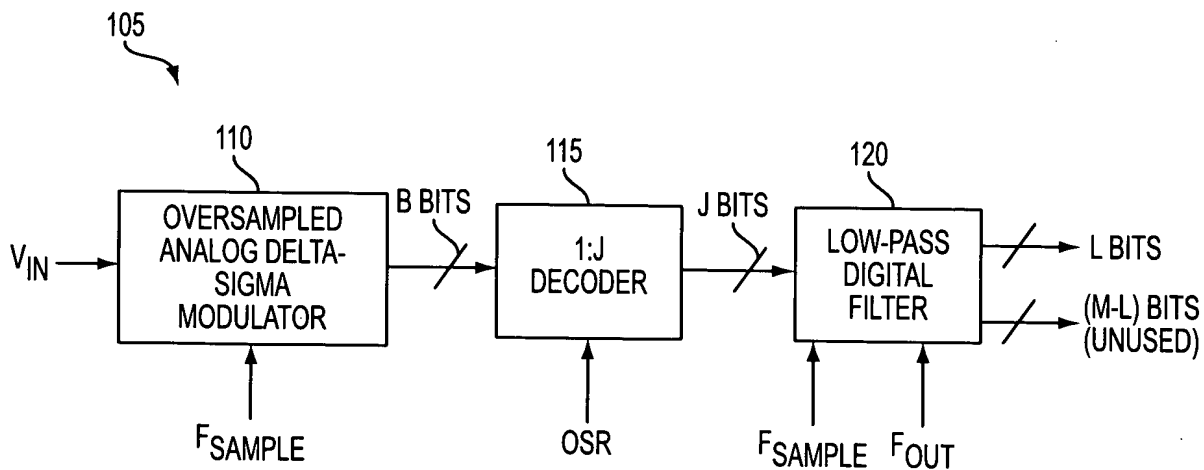 105
110
115
120
OVERSAMPLED
ANALOG DELTA-
SIGMA
MODULATOR
B BITS
1:J
DECODER
J BITS
LOW-PASS
DIGITAL
FILTER
VIN
L BITS
(M-L) BITS
(UNUSED)
FSAMPLE
OSR
FSAMPLE
FOUT